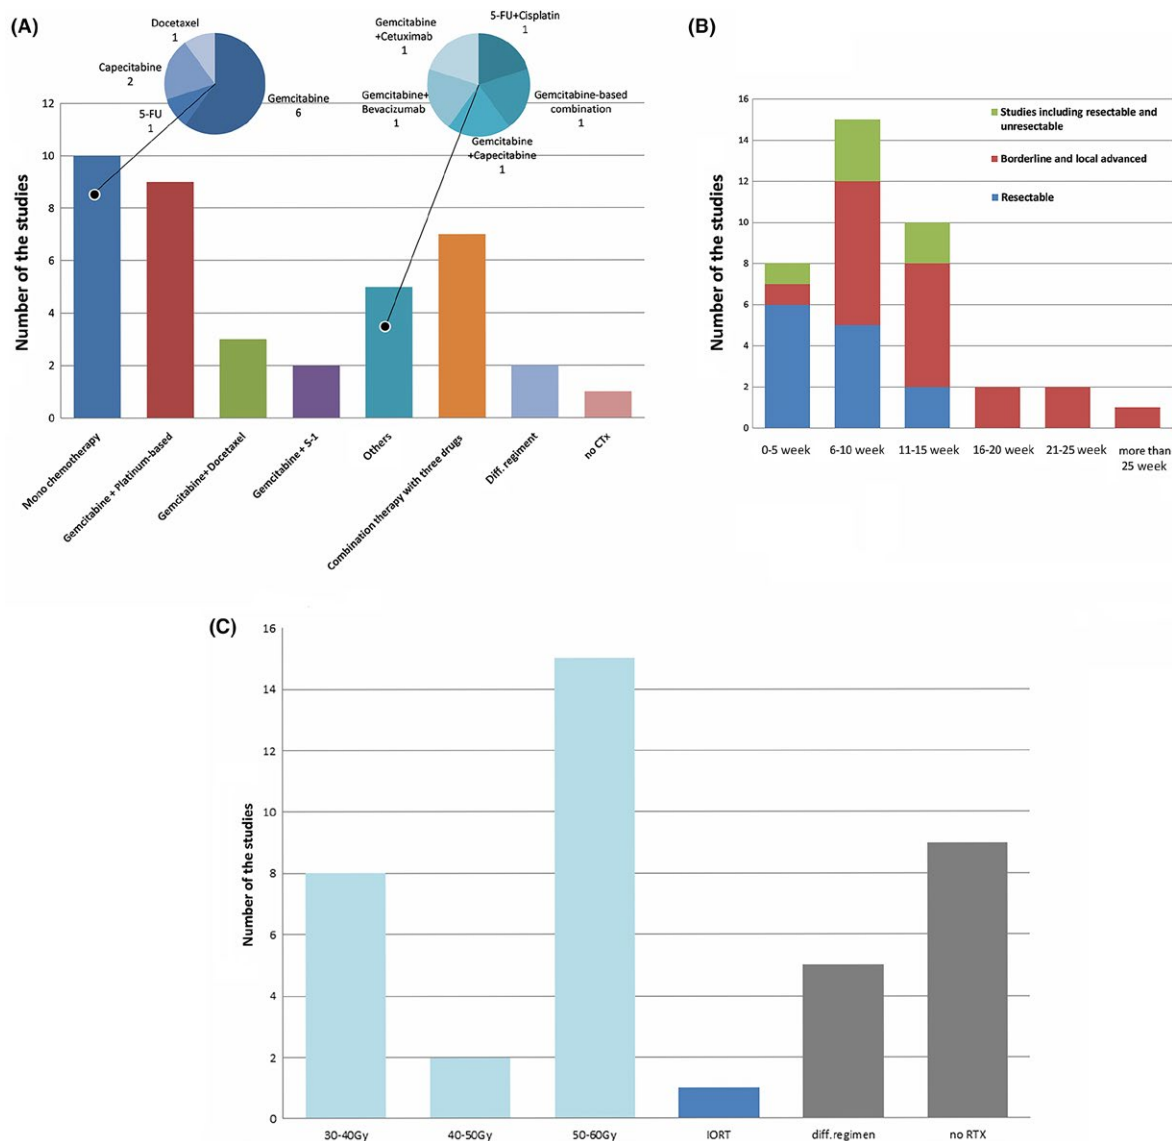 (A)
Docetaxel
1
Capecitabine
2
5-FU
1
Gemcitabine
6
Gemcitabine
+Cetuximab
1
5-FU+Cisplatin
1
Gemcitabine+
Bevacizumab
1
Gemcitabine-based
combination
1
Gemcitabine
+Capecitabine
1
Number of the studies
12
10
8
6
4
2
0
Mono chemotherapy
Gemcitabine + Platinum-based
Gemcitabine+ Docetaxel
Gemcitabine + S-1
Others
Combination therapy with three drugs
Diff. regiment
no CTx
(B)
Number of the studies
16
14
12
10
8
6
4
2
0
Studies including resectable and
unresectable
Borderline and local advanced
Resectable
0-5 week
6-10 week
11-15 week
16-20 week
21-25 week
more than
25 week
(C)
Number of the studies
16
14
12
10
8
6
4
2
0
30-40Gy
40-50Gy
50-60Gy
IORT
diff.regimen
no RTX